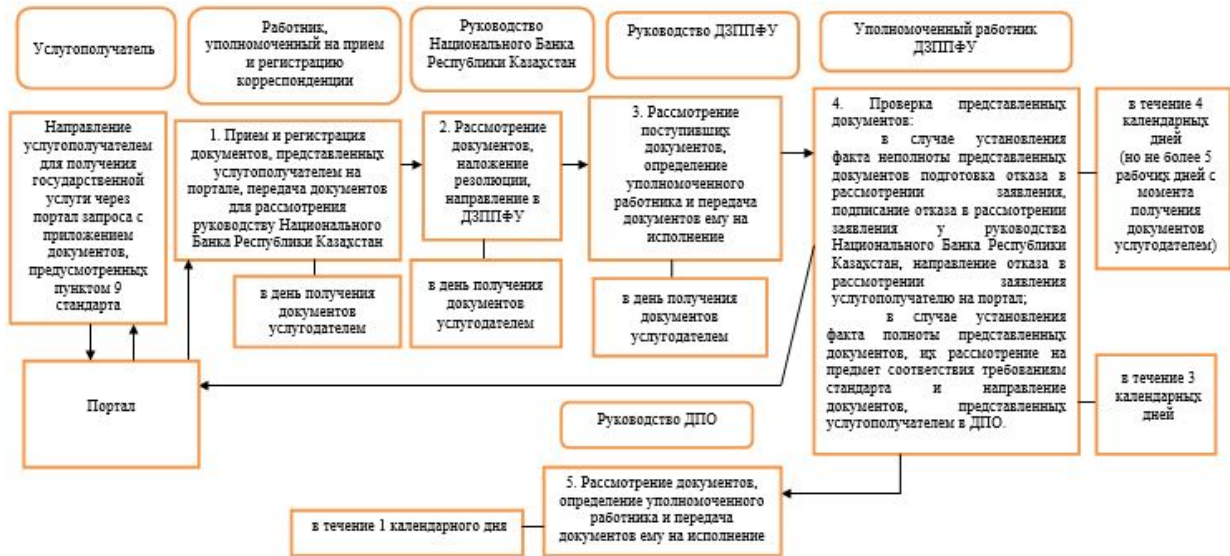 Услугополучатель
Работник,
уполномоченный на прием
и регистрацию
корреспонденции
Руководство
Национального Банка
Республики Казахстан
Руководство ДЗППФУ
Уполномоченный работник
ДЗППФУ
Направление
услугополучателем
для получения
государственной
услуги через
портал запроса с
приложением
документов,
предусмотренных
пунктом 9
стандарта
1. Прием и регистрация
документов, представленных
услугополучателем на
портале, передача документов
для рассмотрения
руководству Национального
Банка Республики Казахстан
2. Рассмотрение
документов,
наложение
резолюции,
направление в
ДЗППФУ
3. Рассмотрение
поступивших
документов,
определение
уполномоченного
работника и передача
документов ему на
исполнение
4. Проверка представленных
документов:
в случае установления
факта неполноты представленных
документов подготовка отказа в
рассмотрении заявления,
подписание отказа в рассмотрении
заявления у руководства
Национального Банка Республики
Казахстан, направление отказа в
рассмотрении заявления
услугополучателю на портал;
в случае установления
факта полноты представленных
документов, их рассмотрение на
предмет соответствия требованиям
стандарта и направление
документов, представленных
услугополучателем в ДПО.
в течение 4
календарных
дней
(но не более 5
рабочих дней с
момента
получения
документов
услугодателем)
в день получения
документов
услугодателем
в день получения
документов
услугодателем
в день получения
документов
услугодателем
в течение 3
календарных
дней
Портал
Руководство ДПО
5. Рассмотрение документов,
определение уполномоченного
работника и передача
документов ему на исполнение
в течение 1 календарного дня